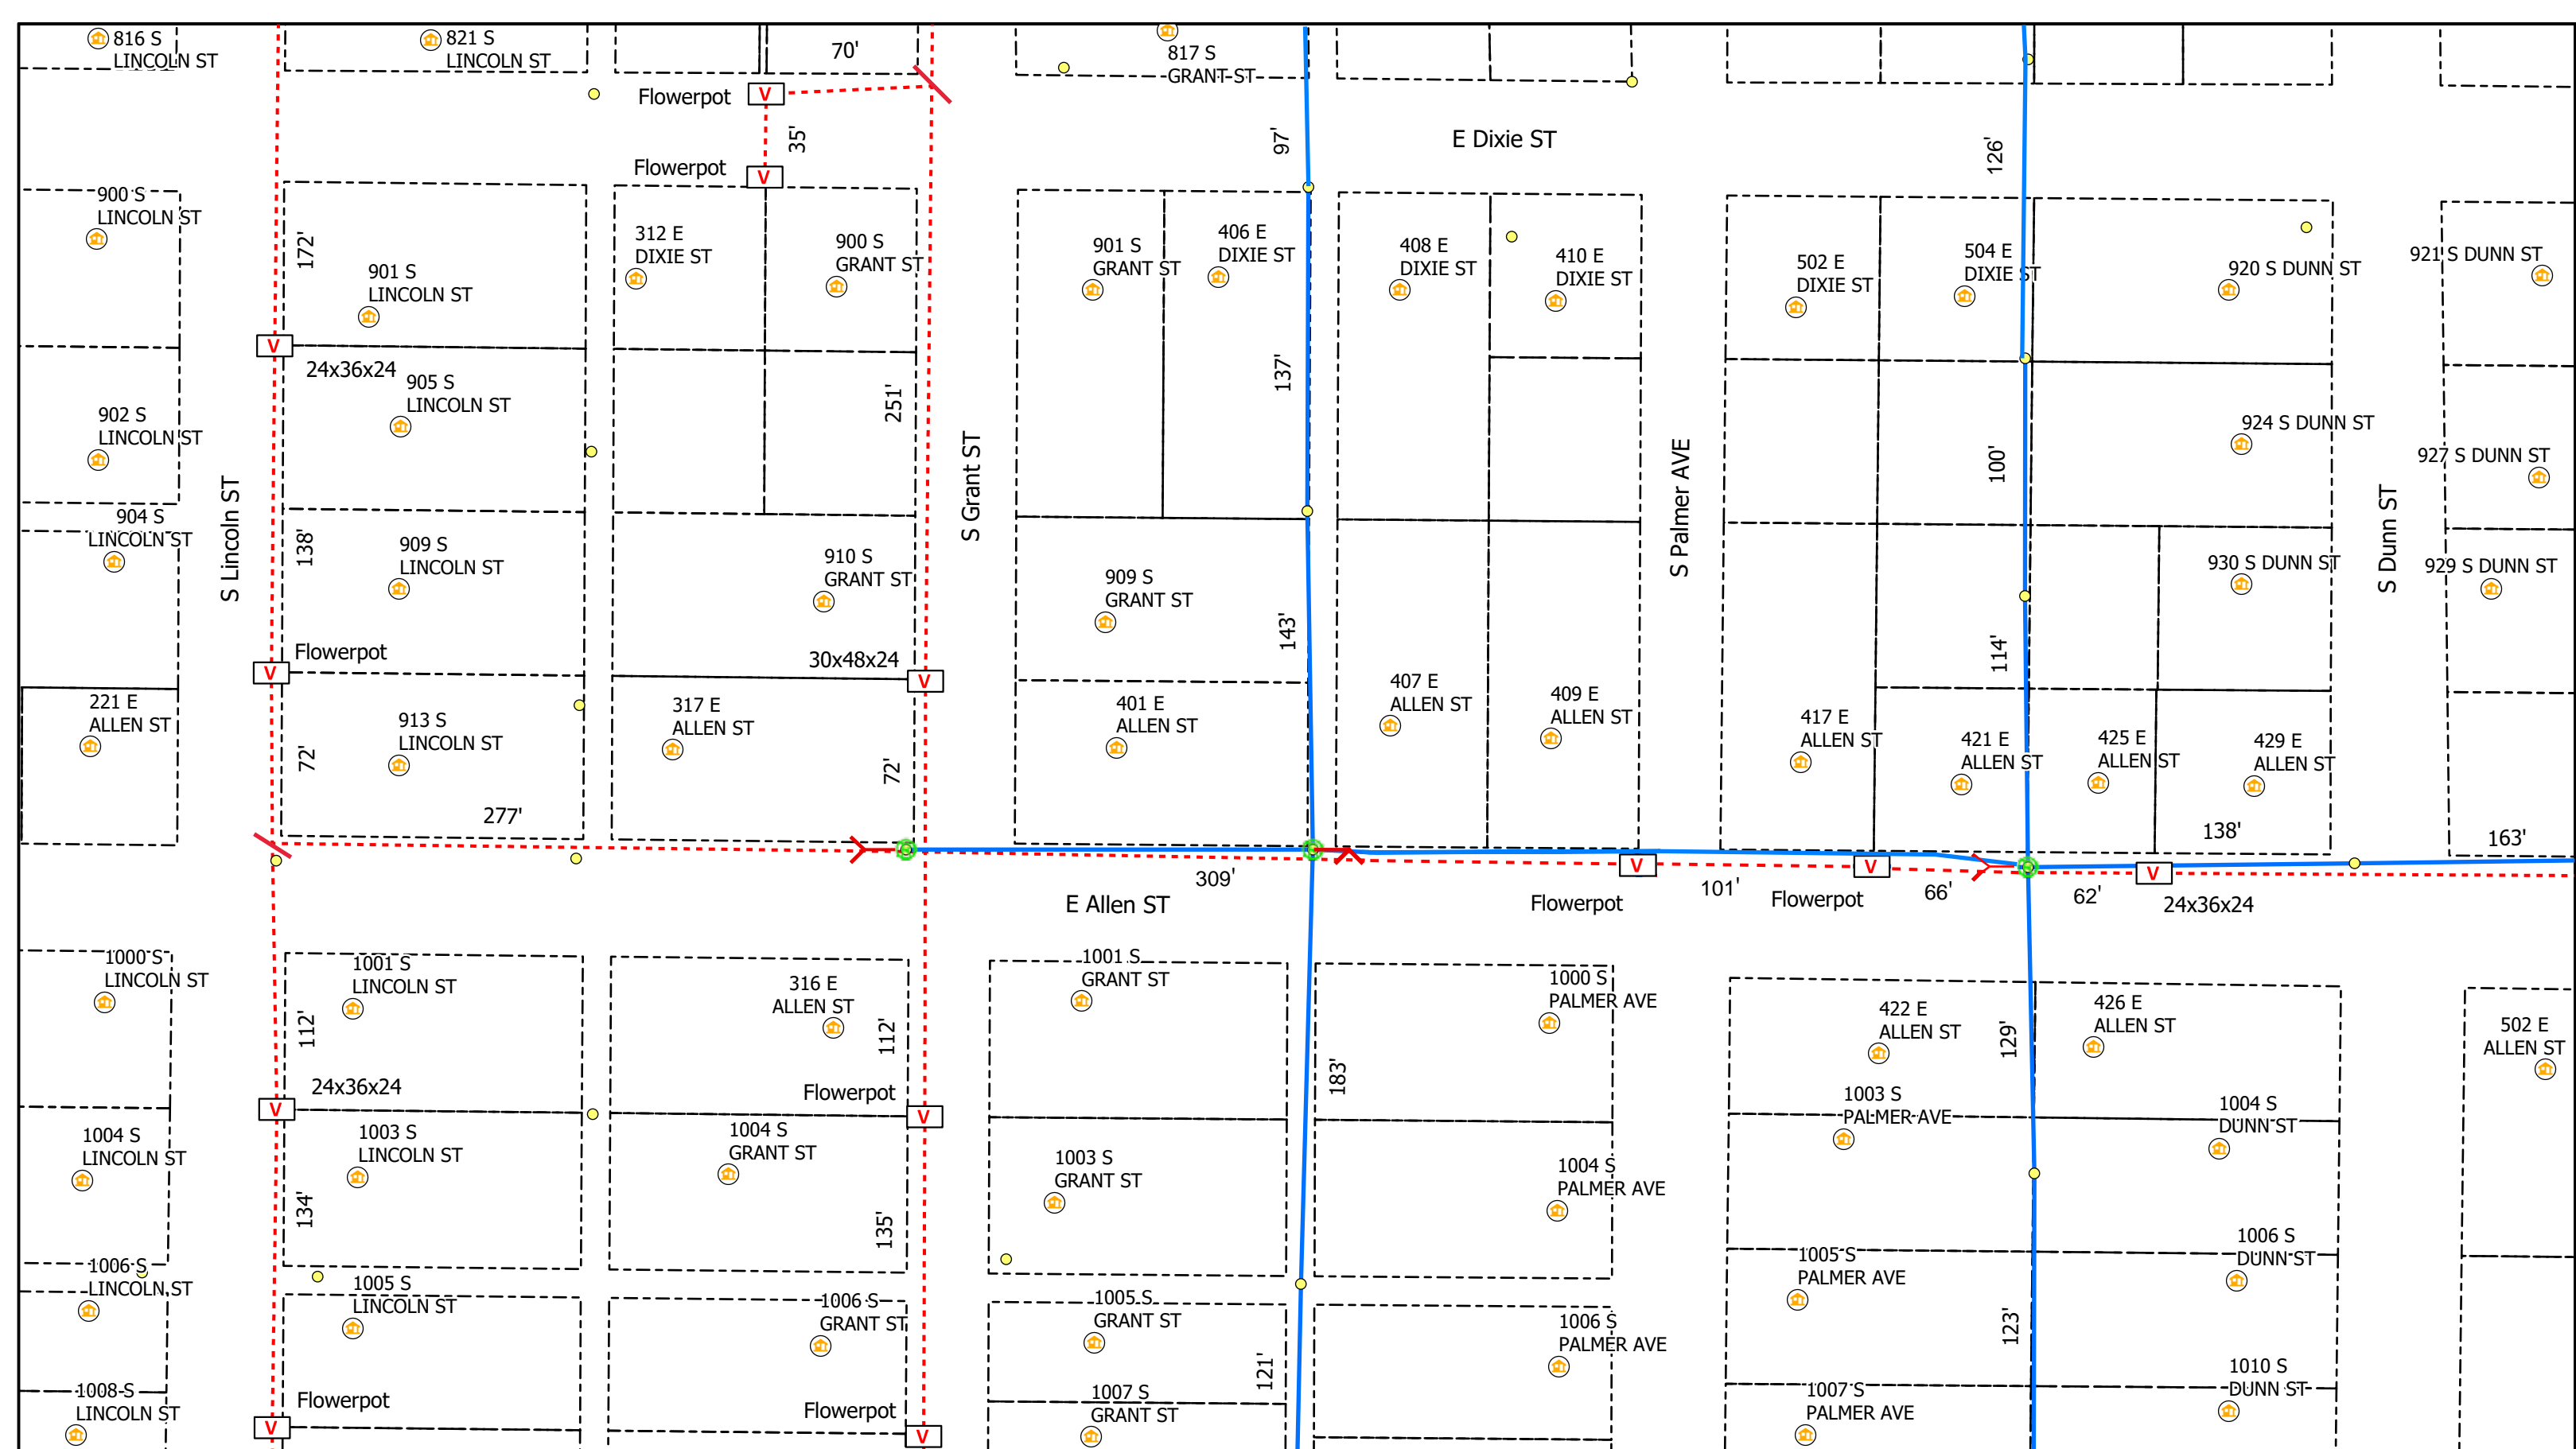 816 S
LINCOLN ST
821 S
LINCOLN ST
70'
817 S
GRANT ST
Flowerpot
V
35'
97'
E Dixie ST
126'
Flowerpot
V
900 S
LINCOLN ST
172'
901 S
LINCOLN ST
312 E
DIXIE ST
900 S
GRANT ST
901 S
GRANT ST
406 E
DIXIE ST
408 E
DIXIE ST
410 E
DIXIE ST
502 E
DIXIE ST
504 E
DIXIE ST
920 S DUNN ST
921 S DUNN ST
V
24x36x24
905 S
LINCOLN ST
251'
137'
902 S
LINCOLN ST
924 S DUNN ST
927 S DUNN ST
100'
S Lincoln ST
S Grant ST
S Palmer AVE
S Dunn ST
904 S
LINCOLN ST
138'
909 S
LINCOLN ST
910 S
GRANT ST
909 S
GRANT ST
930 S DUNN ST
929 S DUNN ST
143'
114'
Flowerpot
V
30x48x24
V
221 E
ALLEN ST
913 S
LINCOLN ST
317 E
ALLEN ST
401 E
ALLEN ST
407 E
ALLEN ST
409 E
ALLEN ST
417 E
ALLEN ST
421 E
ALLEN ST
425 E
ALLEN ST
429 E
ALLEN ST
72'
72'
277'
138'
163'
309'
V
101'
V
66'
62'
V
E Allen ST
Flowerpot
Flowerpot
24x36x24
1000 S
LINCOLN ST
1001 S
LINCOLN ST
316 E
ALLEN ST
1001 S
GRANT ST
1000 S
PALMER AVE
422 E
ALLEN ST
426 E
ALLEN ST
502 E
ALLEN ST
112'
112'
183'
129'
24x36x24
V
Flowerpot
V
1004 S
LINCOLN ST
1003 S
LINCOLN ST
1004 S
GRANT ST
1003 S
GRANT ST
1004 S
PALMER AVE
1003 S
PALMER AVE
1004 S
DUNN ST
134'
135'
1006 S
LINCOLN ST
1005 S
LINCOLN ST
1006 S
GRANT ST
1005 S
GRANT ST
1006 S
PALMER AVE
1005 S
PALMER AVE
1006 S
DUNN ST
121'
123'
1008 S
LINCOLN ST
Flowerpot
V
Flowerpot
V
1007 S
GRANT ST
1007 S
PALMER AVE
1010 S
DUNN ST